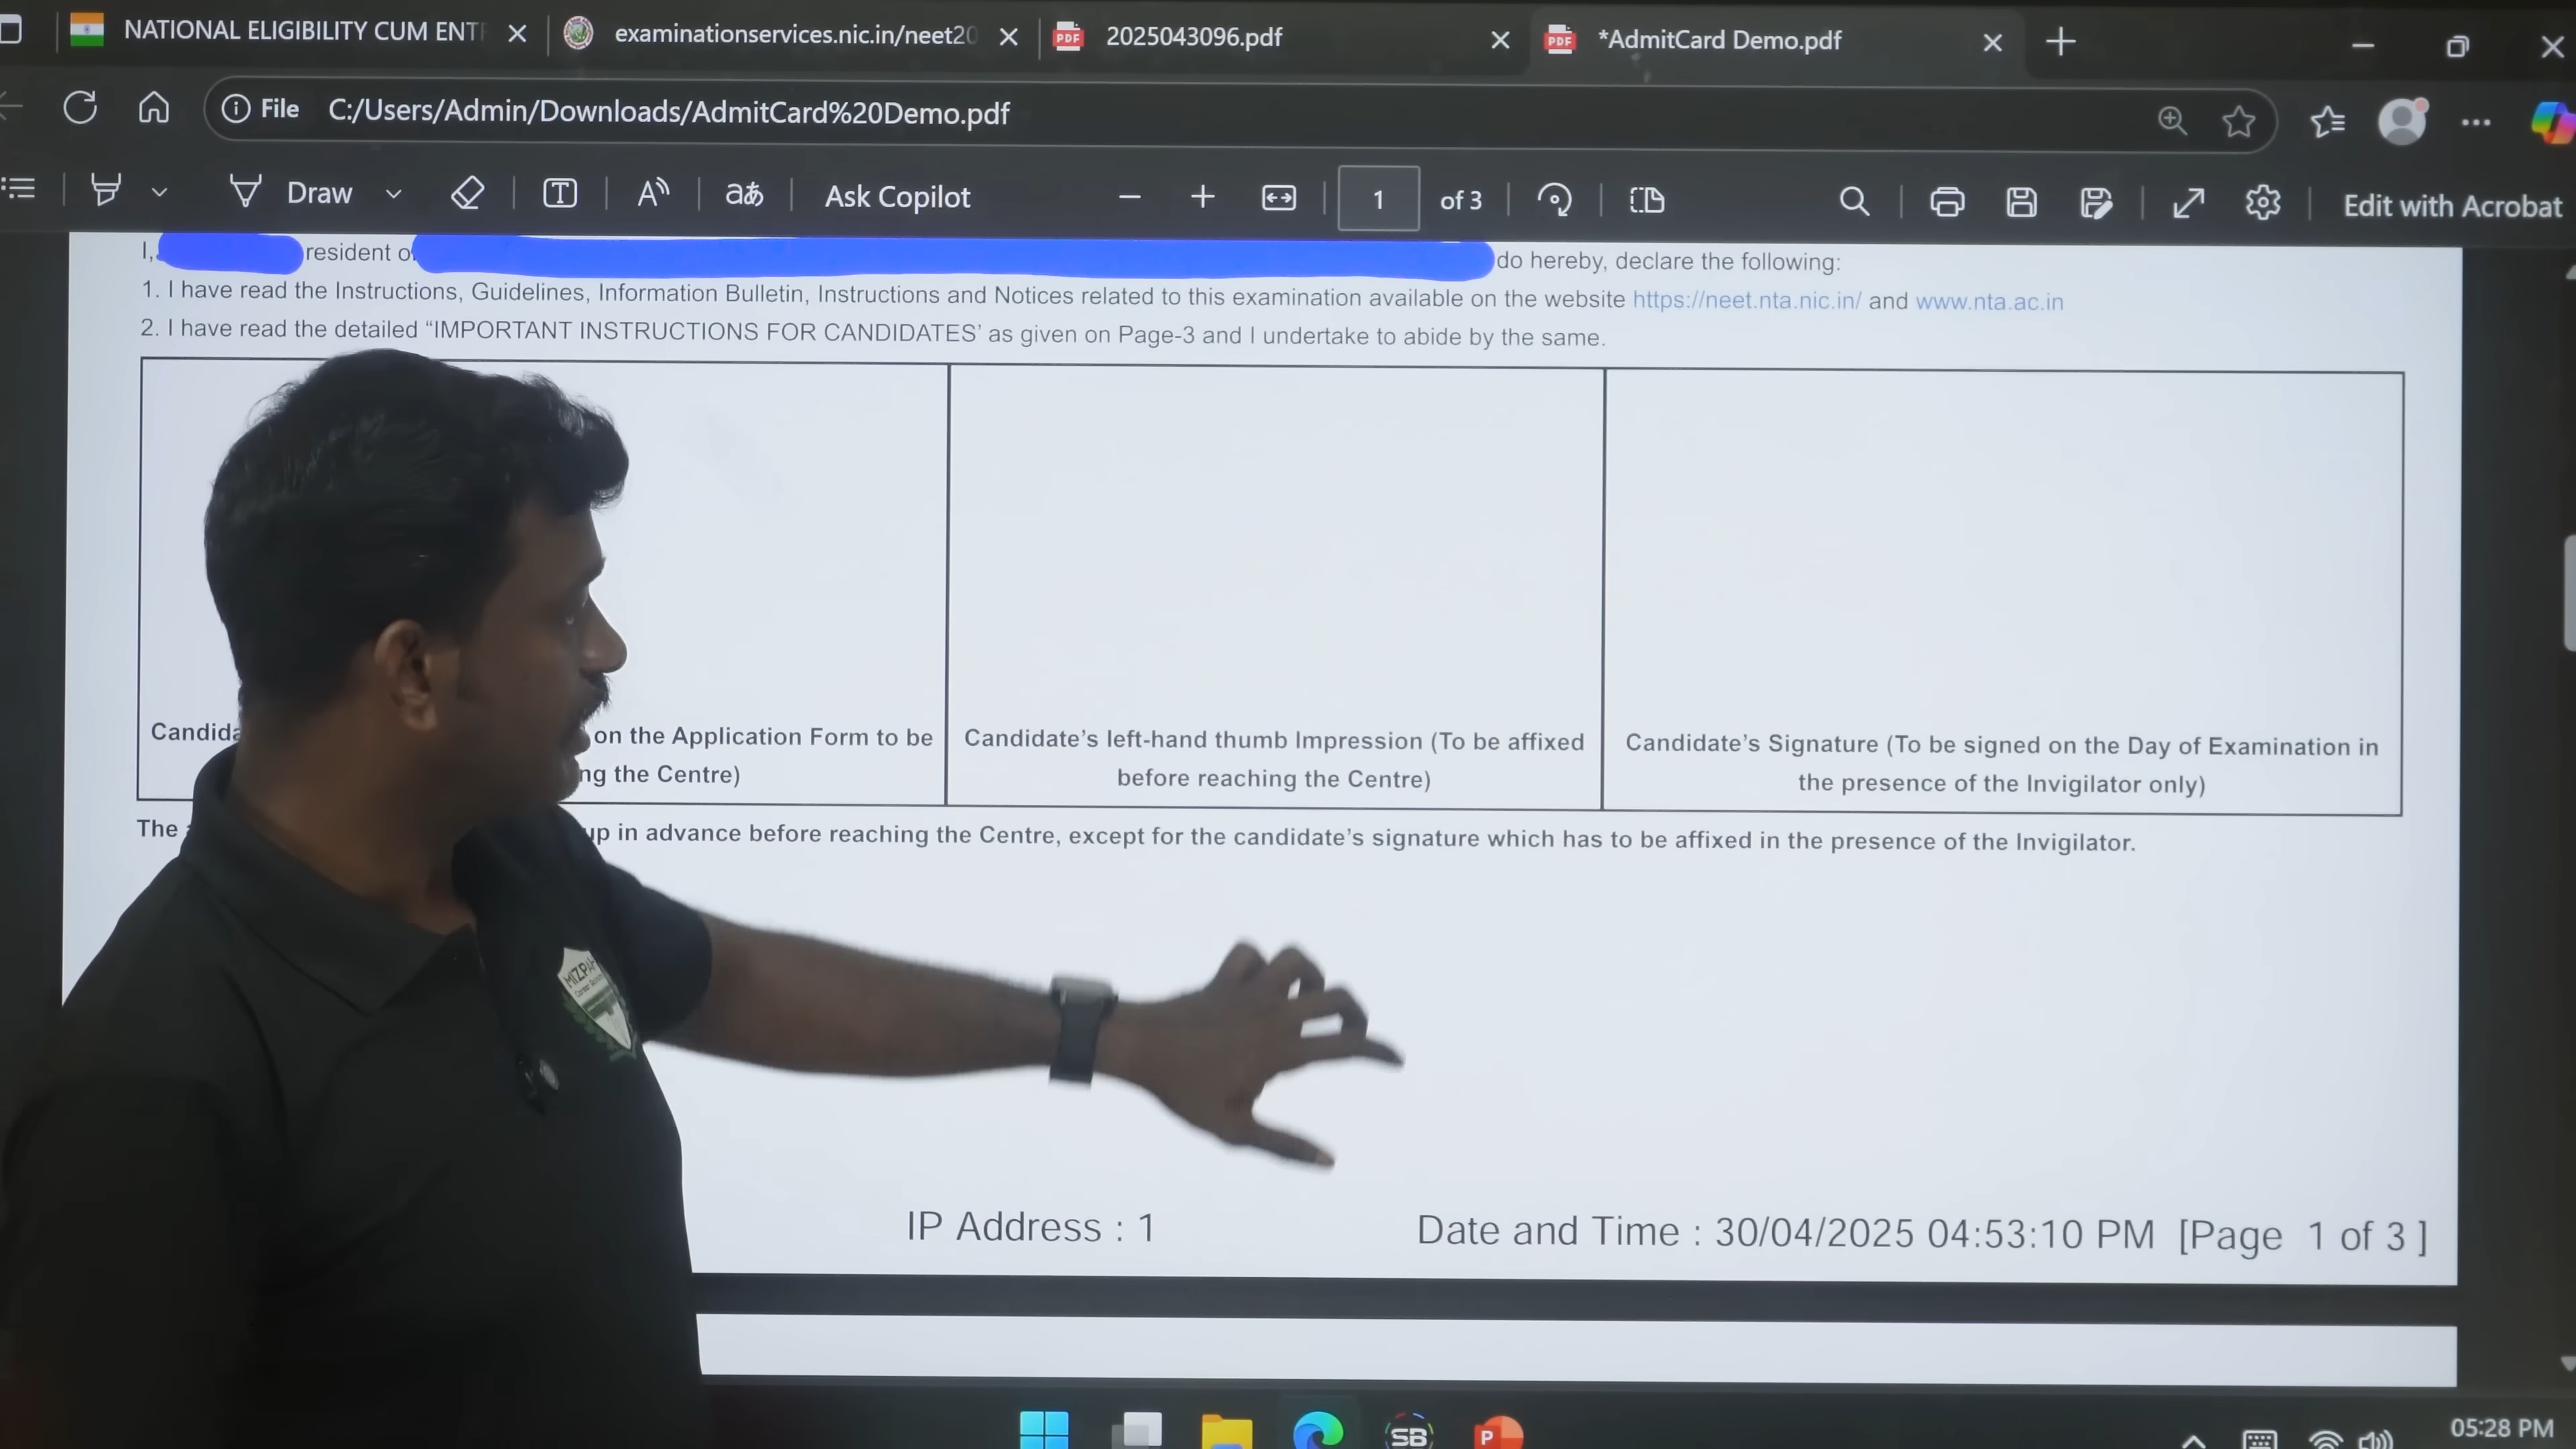 NATIONAL ELIGIBILITY CUM ENT
examinationservices.nic.in/neet20
2025043096.pdf
*AdmitCard Demo.pdf
File C:/Users/Admin/Downloads/AdmitCard%20Demo.pdf
Draw
Ask Copilot
1 of 3
Edit with Acrobat
I, resident o do hereby, declare the following:
1. I have read the Instructions, Guidelines, Information Bulletin, Instructions and Notices related to this examination available on the website https://neet.nta.nic.in/ and www.nta.ac.in
2. I have read the detailed “IMPORTANT INSTRUCTIONS FOR CANDIDATES’ as given on Page-3 and I undertake to abide by the same.
Candida on the Application Form to be
ng the Centre)
Candidate’s left-hand thumb Impression (To be affixed
before reaching the Centre)
Candidate’s Signature (To be signed on the Day of Examination in
the presence of the Invigilator only)
The up in advance before reaching the Centre, except for the candidate’s signature which has to be affixed in the presence of the Invigilator.
MIZPAH
IP Address : 1 Date and Time : 30/04/2025 04:53:10 PM [Page 1 of 3 ]
SB
P
05:28 PM